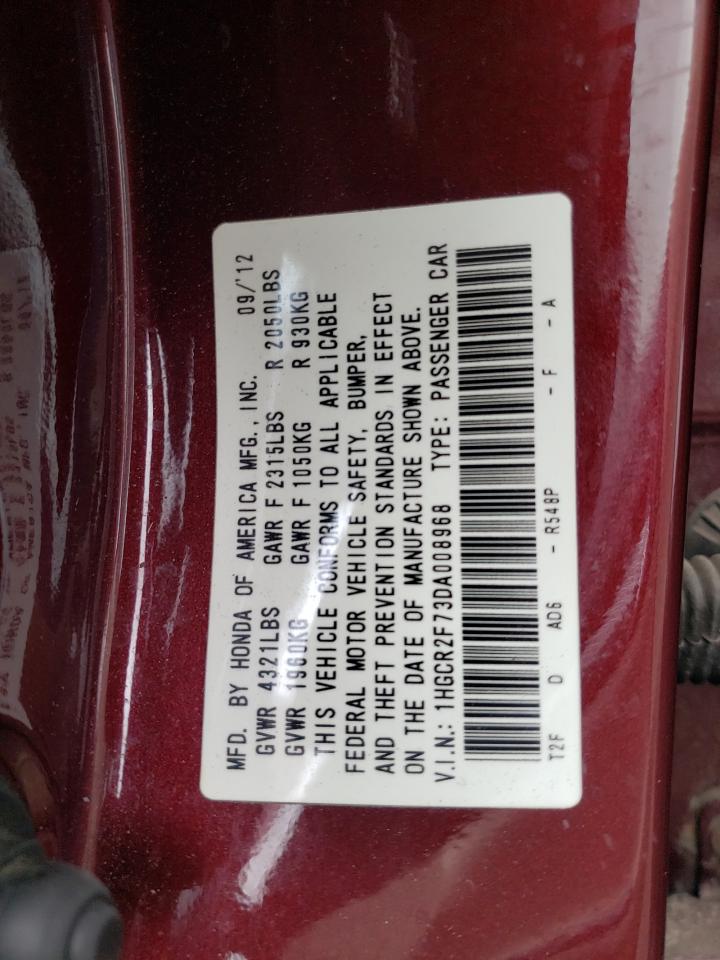 MFD. BY HONDA OF AMERICA MFG., INC. 09/'12
GVWR 4321LBS GAWR F 2315LBS R 2050LBS
GVWR 1960KG GAWR F 1050KG R 930KG
THIS VEHICLE CONFORMS TO ALL APPLICABLE
FEDERAL MOTOR VEHICLE SAFETY, BUMPER,
AND THEFT PREVENTION STANDARDS IN EFFECT
ON THE DATE OF MANUFACTURE SHOWN ABOVE.
V.I.N.: 1HGCR2F73DA008968 TYPE: PASSENGER CAR
T2F D AD6 - R548P - F - A